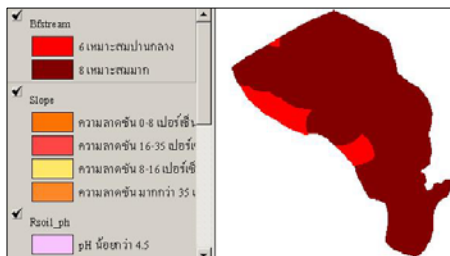 Bfstream
6 เหมาะสมปานกลาง
8 เหมาะสมมาก
Slope
ความลาดชัน 0-8 เปอร์เซ็น
ความลาดชัน 16-35 เปอร์เ
ความลาดชัน 8-16 เปอร์เซ็
ความลาดชัน มากกว่า 35 เ
Rsoil_ph
pH น้อยกว่า 4.5